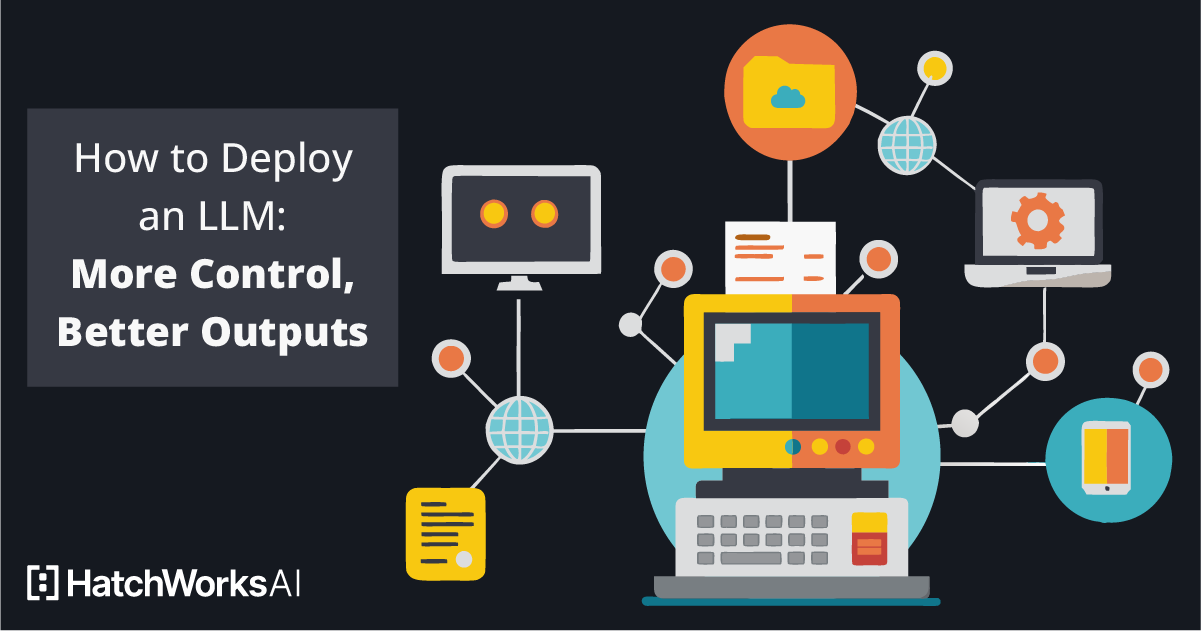 How to Deploy
an LLM:
More Control,
Better Outputs
HatchWorksAI